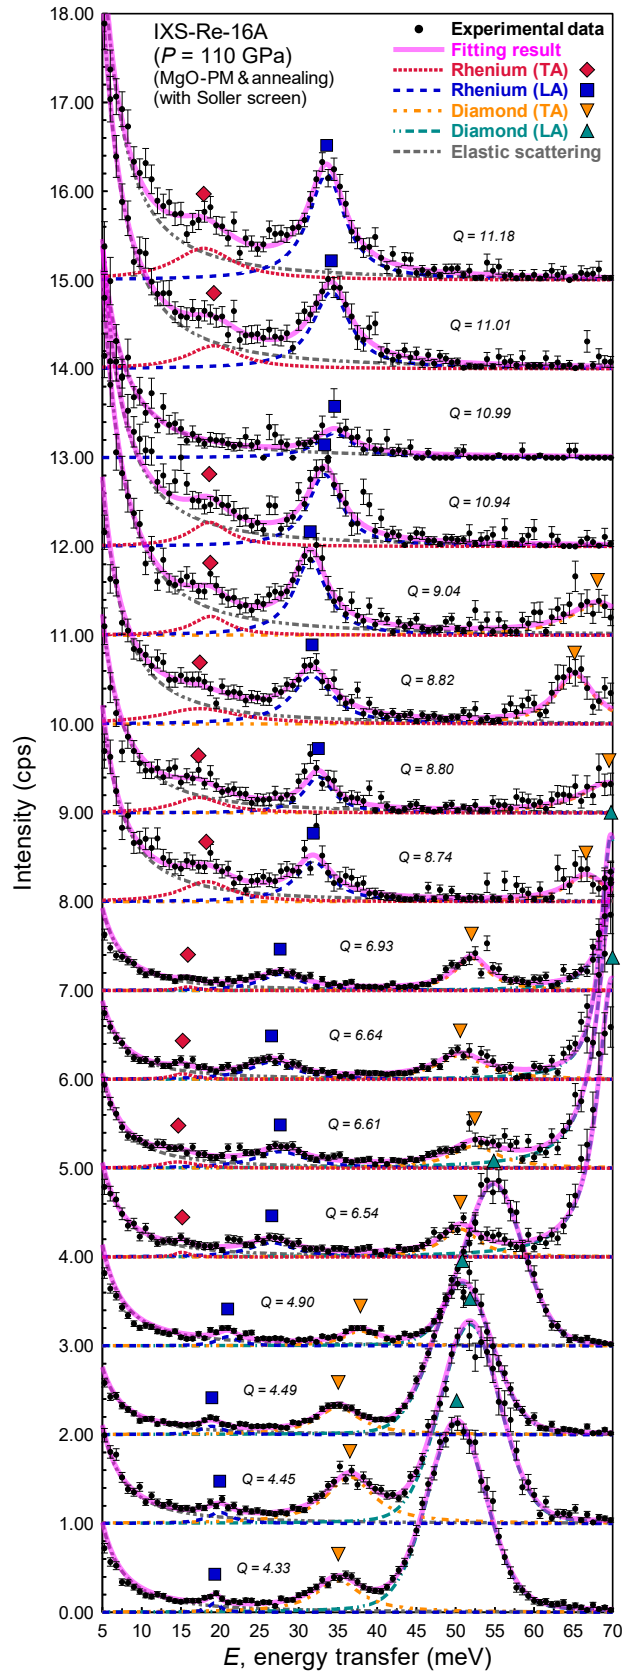 IXS-Re-16A
(P = 110 GPa)
(MgO-PM & annealing)
(with Soller screen)
Experimental data
Fitting result
Rhenium (TA)
Rhenium (LA)
Diamond (TA)
Diamond (LA)
Elastic scattering
18.00
17.00
16.00
Q = 11.18
15.00
Q = 11.01
14.00
Q = 10.99
13.00
Q = 10.94
12.00
Q = 9.04
11.00
Q = 8.82
10.00
Q = 8.80
9.00
Q = 8.74
8.00
Q = 6.93
7.00
Q = 6.64
6.00
Q = 6.61
5.00
Q = 6.54
4.00
Q = 4.90
3.00
Q = 4.49
2.00
Q = 4.45
1.00
Q = 4.33
0.00
Intensity (cps)
5 10 15 20 25 30 35 40 45 50 55 60 65 70
E, energy transfer (meV)